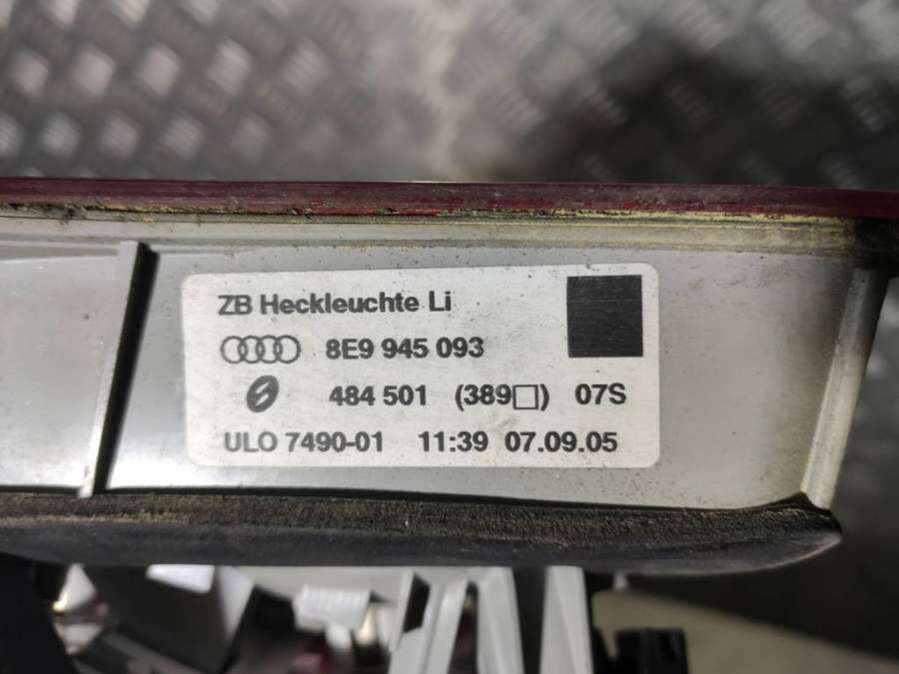 ZB Heckleuchte Li
8E9 945 093
484 501 (389□) 07S
ULO 7490-01 11:39 07.09.05